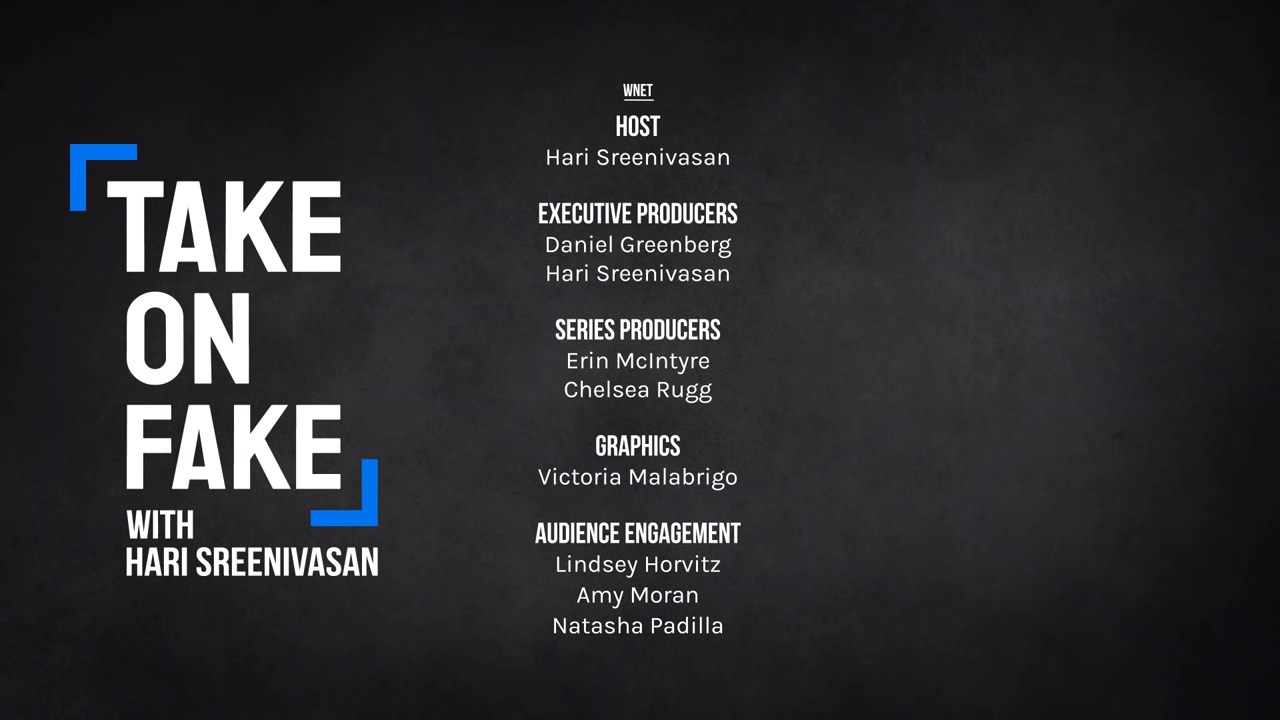 TAKE
ON
FAKE
WITH
HARI SREENIVASAN
WNET
HOST
Hari Sreenivasan
EXECUTIVE PRODUCERS
Daniel Greenberg
Hari Sreenivasan
SERIES PRODUCERS
Erin McIntyre
Chelsea Rugg
GRAPHICS
Victoria Malabrigo
AUDIENCE ENGAGEMENT
Lindsey Horvitz
Amy Moran
Natasha Padilla